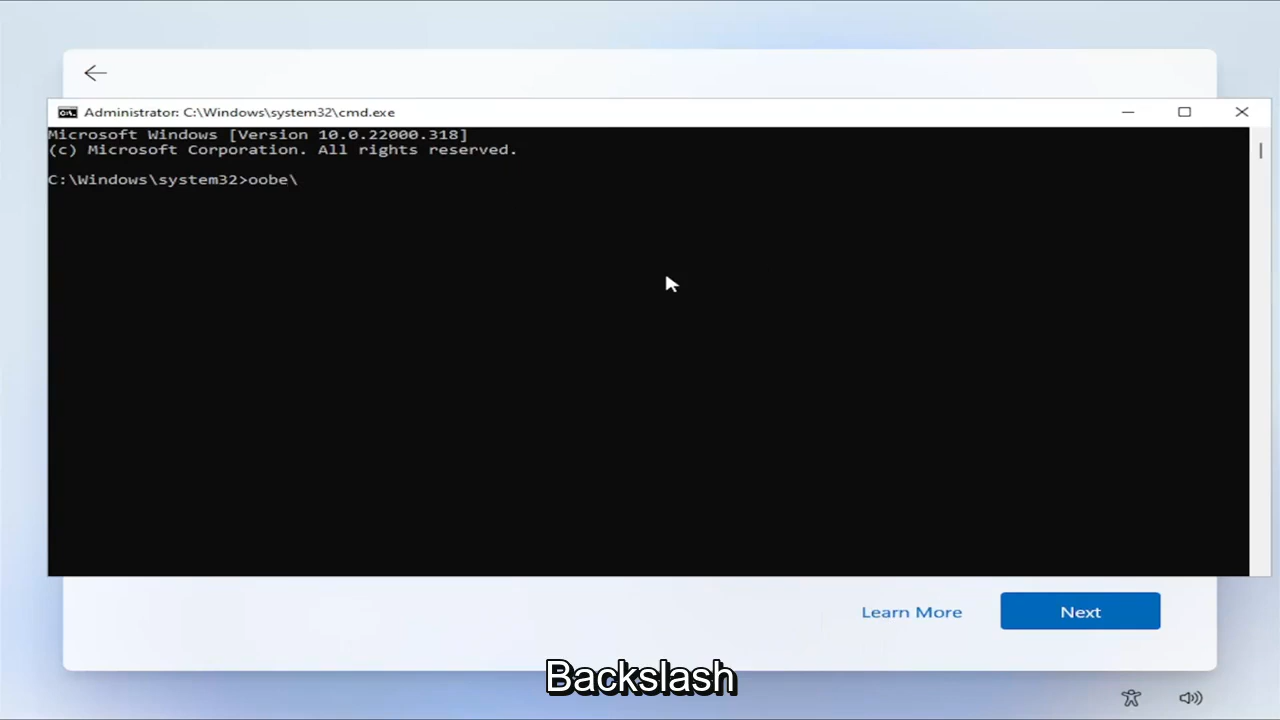 Administrator: C:\Windows\system32\cmd.exe
Microsoft Windows [Version 10.0.22000.318]
(c) Microsoft Corporation. All rights reserved.
C:\Windows\system32>oobe\
Learn More
Next
Backslash